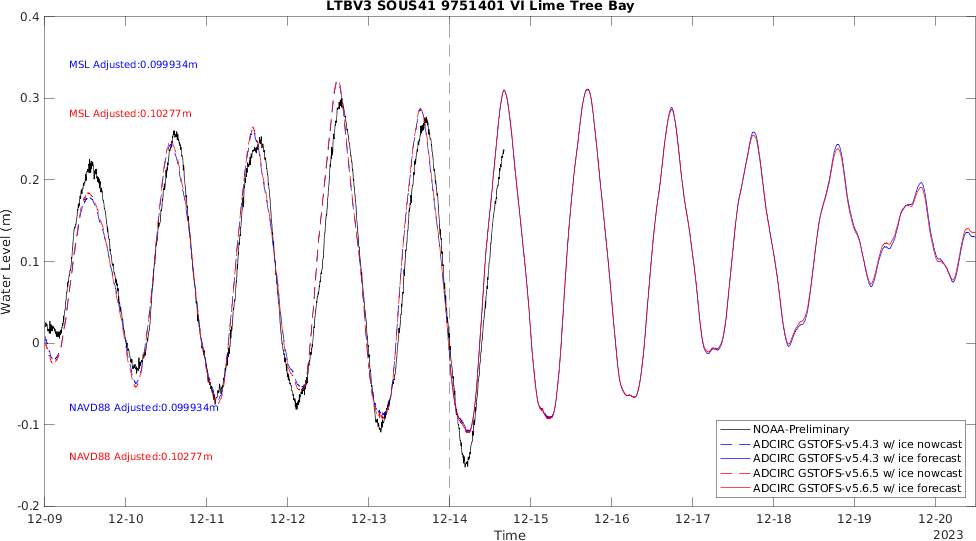 LTBV3 SOUS41 9751401 VI Lime Tree Bay
0.4
0.3
0.2
0.1
0
-0.1
-0.2
Water Level (m)
MSL Adjusted:0.099934m
MSL Adjusted:0.10277m
NAVD88 Adjusted:0.099934m
NAVD88 Adjusted:0.10277m
NOAA-Preliminary
ADCIRC GSTOFS-v5.4.3 w/ ice nowcast
ADCIRC GSTOFS-v5.4.3 w/ ice forecast
ADCIRC GSTOFS-v5.6.5 w/ ice nowcast
ADCIRC GSTOFS-v5.6.5 w/ ice forecast
12-09 12-10 12-11 12-12 12-13 12-14 12-15 12-16 12-17 12-18 12-19 12-20
Time
2023